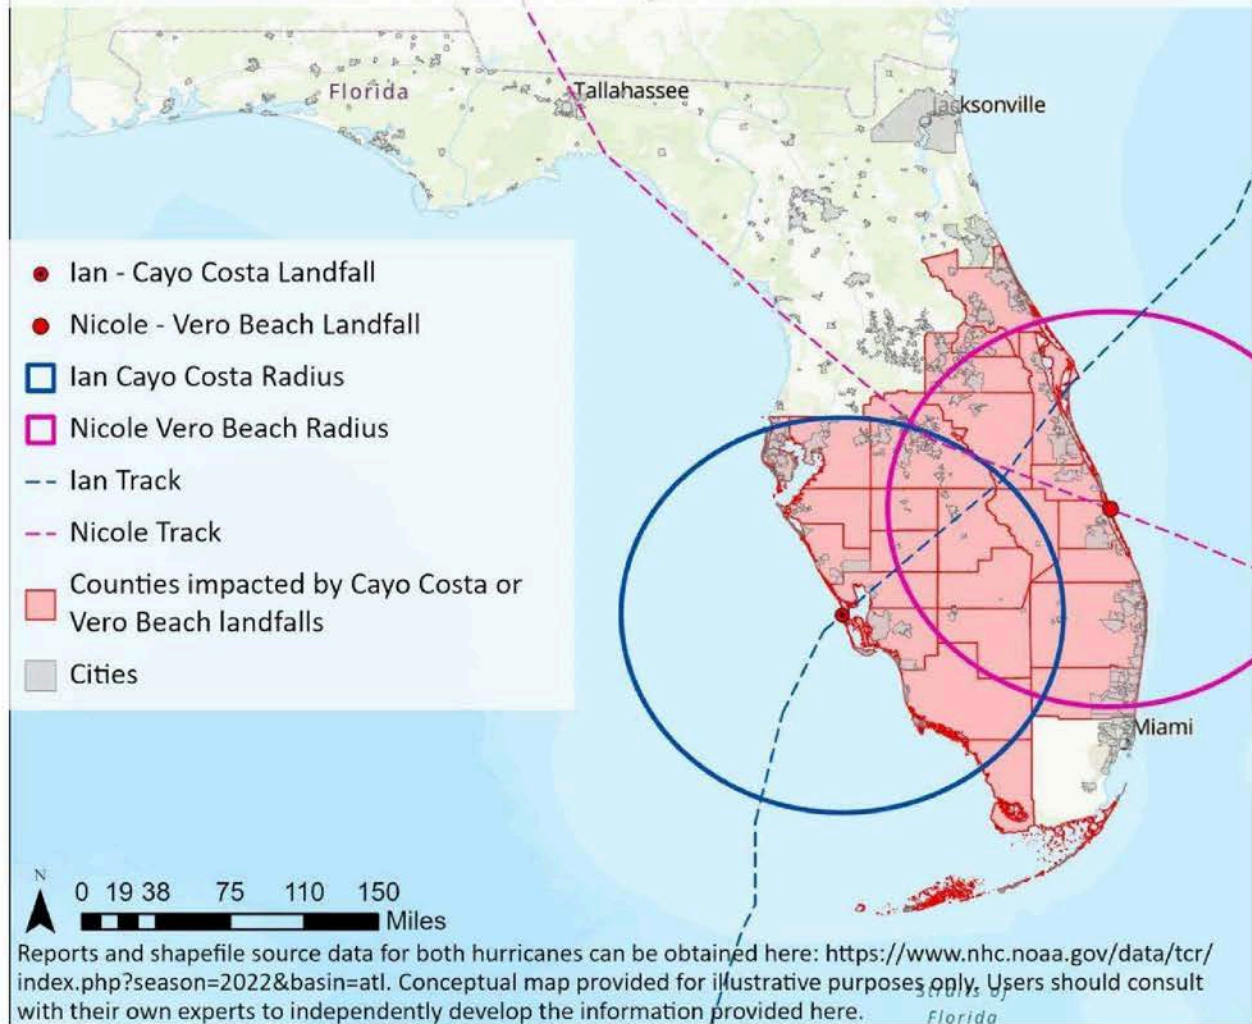 Florida
Tallahassee
Jacksonville
Ian - Cayo Costa Landfall
Nicole - Vero Beach Landfall
Ian Cayo Costa Radius
Nicole Vero Beach Radius
Ian Track
Nicole Track
Counties impacted by Cayo Costa or
Vero Beach landfalls
Cities
Miami
N
0 19 38 75 110 150
Miles
Reports and shapefile source data for both hurricanes can be obtained here: https://www.nhc.noaa.gov/data/tcr/
index.php?season=2022&basin=atl. Conceptual map provided for illustrative purposes only. Users should consult
with their own experts to independently develop the information provided here.
Straits of
Florida